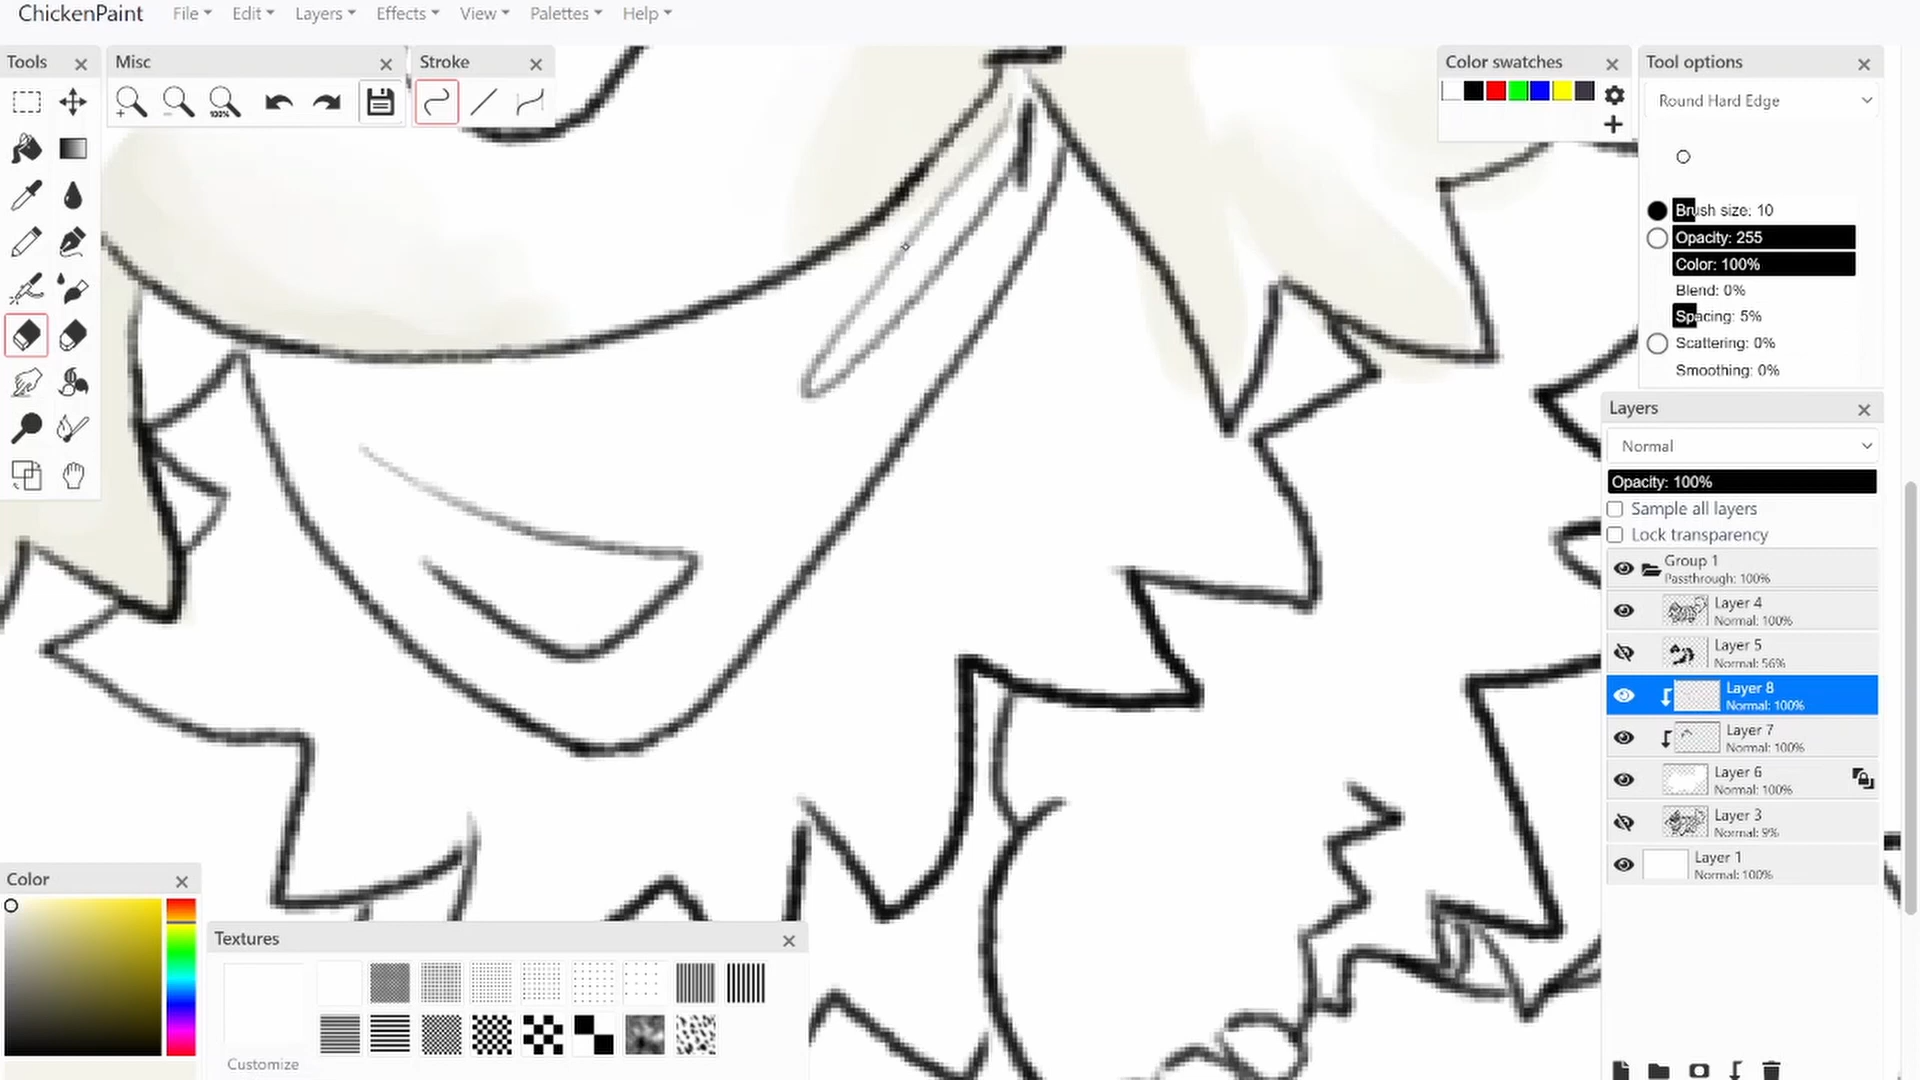 ChickenPaint File Edit Layers Effects View Palettes Help
Tools
Misc
100%
Stroke
Color swatches
Tool options
Round Hard Edge
Brush size: 10
Opacity: 255
Color: 100%
Blend: 0%
Spacing: 5%
Scattering: 0%
Smoothing: 0%
Layers
Normal
Opacity: 100%
Sample all layers
Lock transparency
Group 1
Passthrough: 100%
Layer 4
Normal: 100%
Layer 5
Normal: 56%
Layer 8
Normal: 100%
Layer 7
Normal: 100%
Layer 6
Normal: 100%
Layer 3
Normal: 9%
Layer 1
Normal: 100%
Color
Textures
Customize